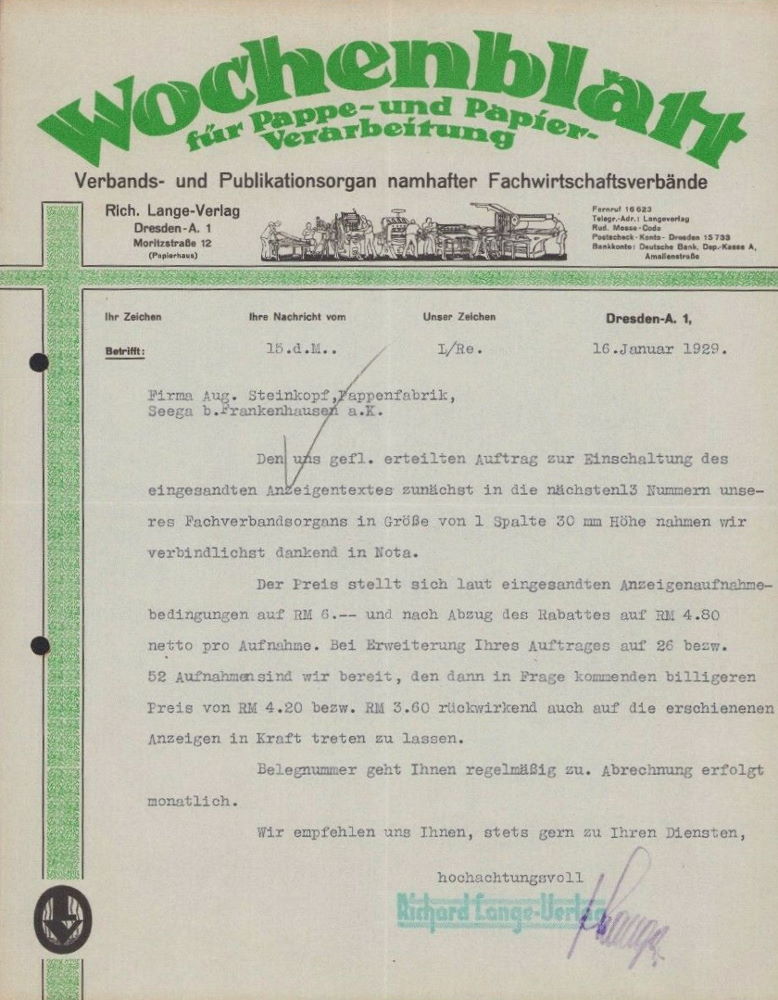 Wochenblatt
für Pappe- und Papier-
Verarbeitung
Verbands- und Publikationsorgan namhafter Fachwirtschaftsverbände
Rich. Lange-Verlag
Dresden-A. 1
Moritzstraße 12
(Papierhaus)
Fernruf 16623
Telegr.-Adr.: Langeverlag
Rud. Mosse-Code
Postscheck-Konto- Dresden 15733
Bankkonto: Deutsche Bank, Dep.-Kasse A,
Amalienstraße
Ihr Zeichen Ihre Nachricht vom Unser Zeichen Dresden-A. 1,
Betrifft: 15.d.M.. L/Re. 16.Januar 1929.
Firma Aug. Steinkopf,Pappenfabrik,
Seega b.Frankenhausen a.K.
Den uns gefl. erteilten Auftrag zur Einschaltung des
eingesandten Anzeigentextes zunächst in die nächsten13 Nummern unse-
res Fachverbandsorgans in Größe von 1 Spalte 30 mm Höhe nahmen wir
verbindlichst dankend in Nota.
Der Preis stellt sich laut eingesandten Anzeigenaufnahme-
bedingungen auf RM 6.-- und nach Abzug des Rabattes auf RM 4.80
netto pro Aufnahme. Bei Erweiterung Ihres Auftrages auf 26 bezw.
52 Aufnahmen sind wir bereit, den dann in Frage kommenden billigeren
Preis von RM 4.20 bezw. RM 3.60 rückwirkend auch auf die erschienenen
Anzeigen in Kraft treten zu lassen.
Belegnummer geht Ihnen regelmäßig zu. Abrechnung erfolgt
monatlich.
Wir empfehlen uns Ihnen, stets gern zu Ihren Diensten,
hochachtungsvoll
Richard Lange-Verlag